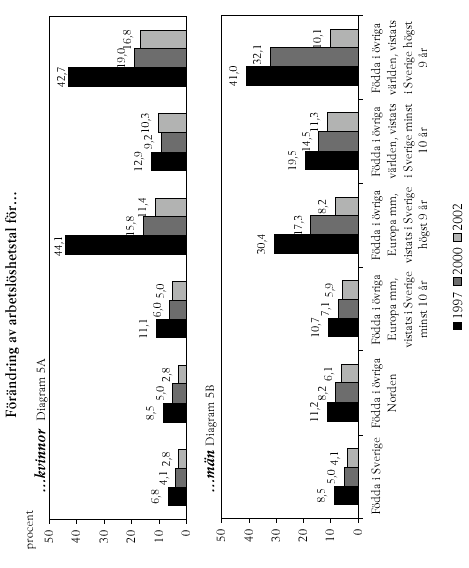 Förändring av arbetslöshetstal för…
procent
…kvinnor Diagram 5A
50
40
30
20
10
0
6,8 4,1 2,8
8,5 5,0 2,8
11,1 6,0 5,0
44,1 15,8 11,4
12,9 9,2 10,3
42,7 19,0 16,8
…män Diagram 5B
50
40
30
20
10
0
8,5 5,0 4,1
11,2 8,2 6,1
10,7 7,1 5,9
30,4 17,3 8,2
19,5 14,5 11,3
41,0 32,1 10,1
Födda i Sverige
Födda i övriga
Norden
Födda i övriga
Europa mm,
vistats i Sverige
minst 10 år
Födda i övriga
Europa mm,
vistats i Sverige
högst 9 år
Födda i övriga
världen, vistats
i Sverige minst
10 år
Födda i övriga
världen, vistats
i Sverige högst
9 år
1997 2000 2002